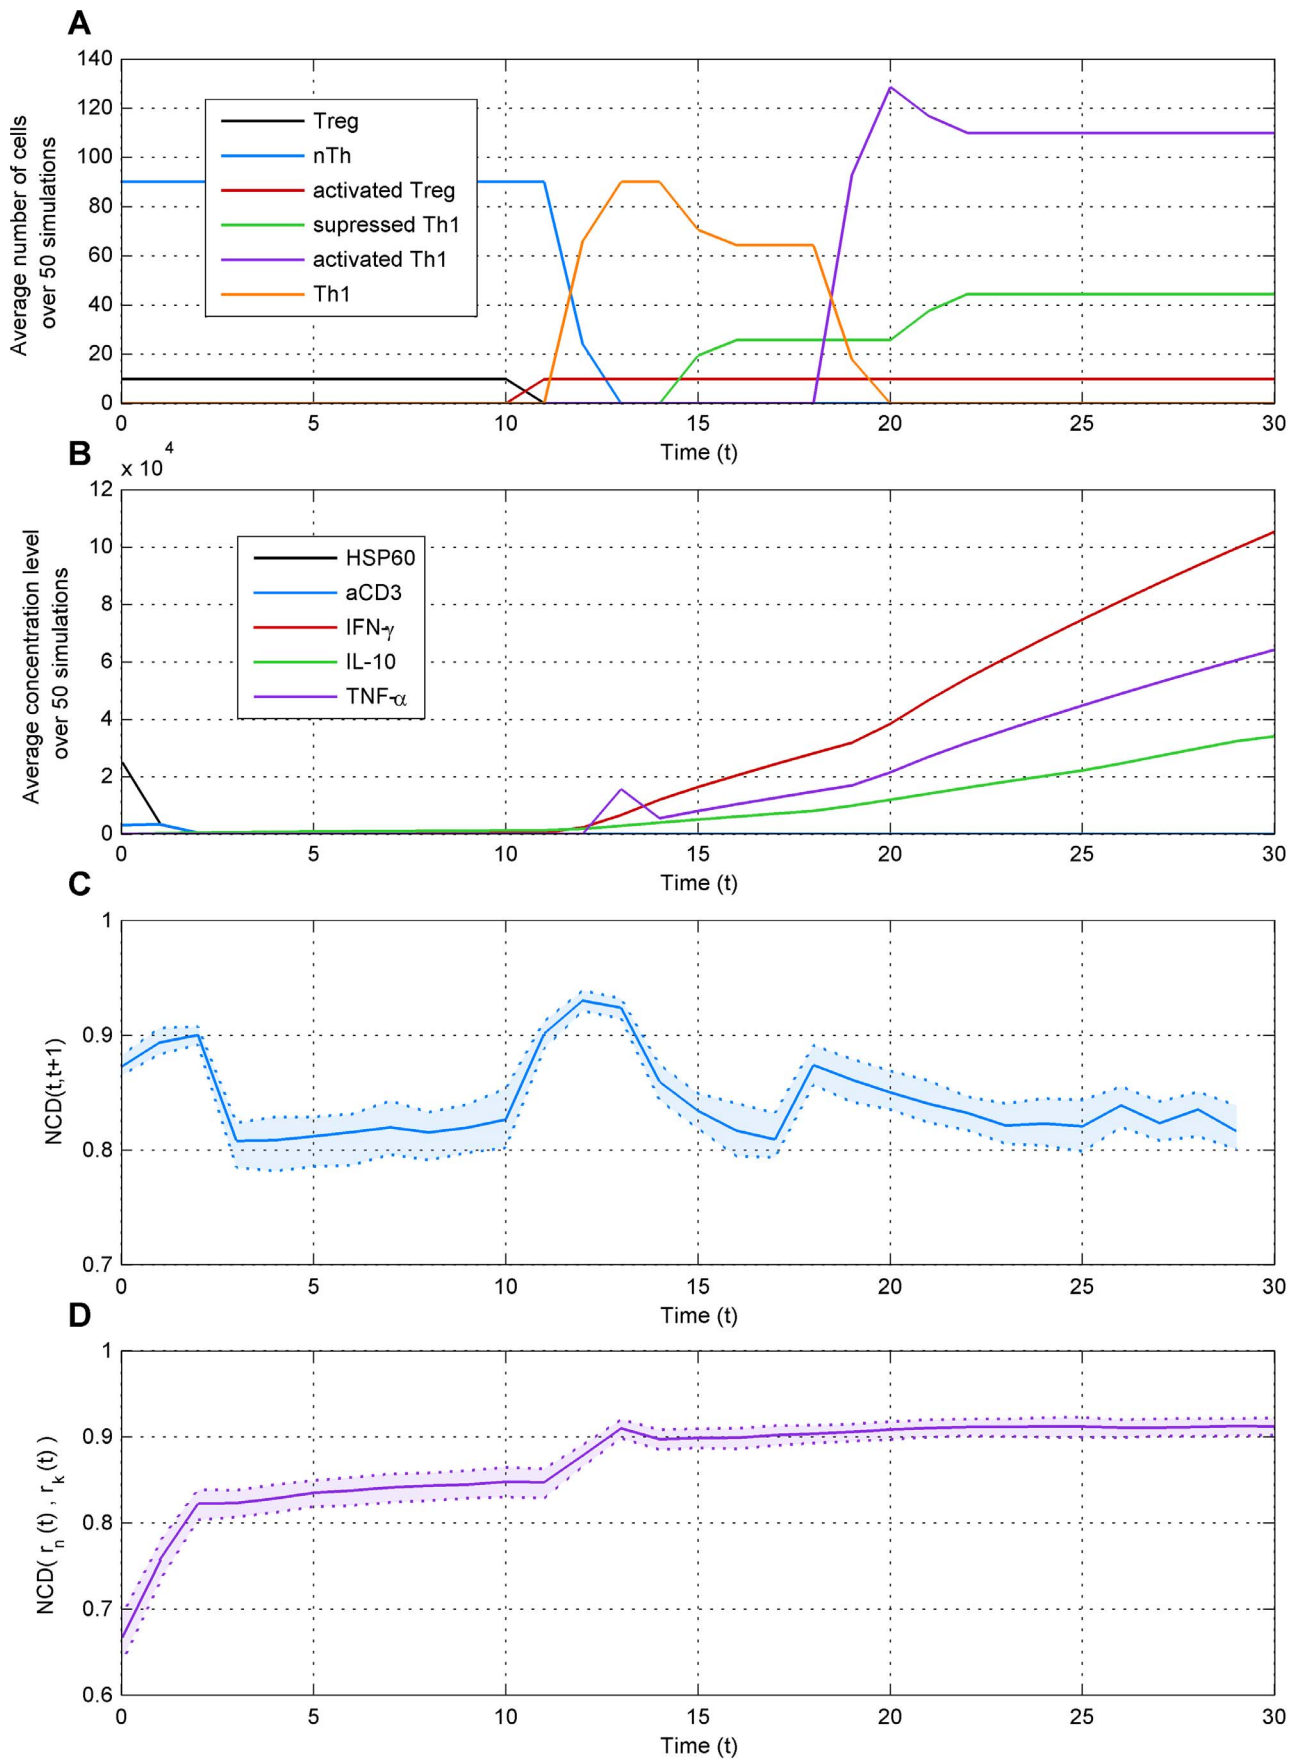 A
140
120
100
80
60
40
20
0
Average number of cells
over 50 simulations
Treg
nTh
activated Treg
supressed Th1
activated Th1
Th1
0 5 10 15 20 25 30
Time (t)
B
x 10^4
12
10
8
6
4
2
0
Average concentration level
over 50 simulations
HSP60
aCD3
IFN-γ
IL-10
TNF-α
0 5 10 15 20 25 30
Time (t)
C
1
0.9
0.8
0.7
NCD(t,t+1)
0 5 10 15 20 25 30
Time (t)
D
1
0.9
0.8
0.7
0.6
NCD( r_n (t) , r_k (t) )
0 5 10 15 20 25 30
Time (t)